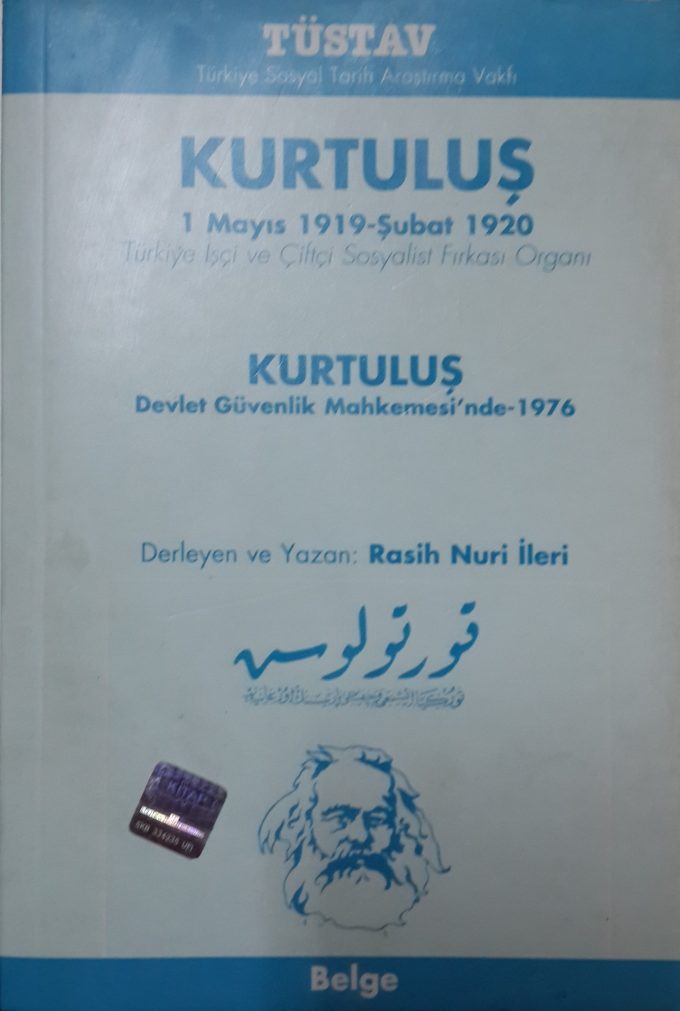 TÜSTAV
Türkiye Sosyal Tarih Araştırma Vakfı
KURTULUŞ
1 Mayıs 1919-Şubat 1920
Türkiye İşçi ve Çiftçi Sosyalist Fırkası Organı
KURTULUŞ
Devlet Güvenlik Mahkemesi'nde-1976
Derleyen ve Yazan: Rasih Nuri İleri
قورتولوس
Belge